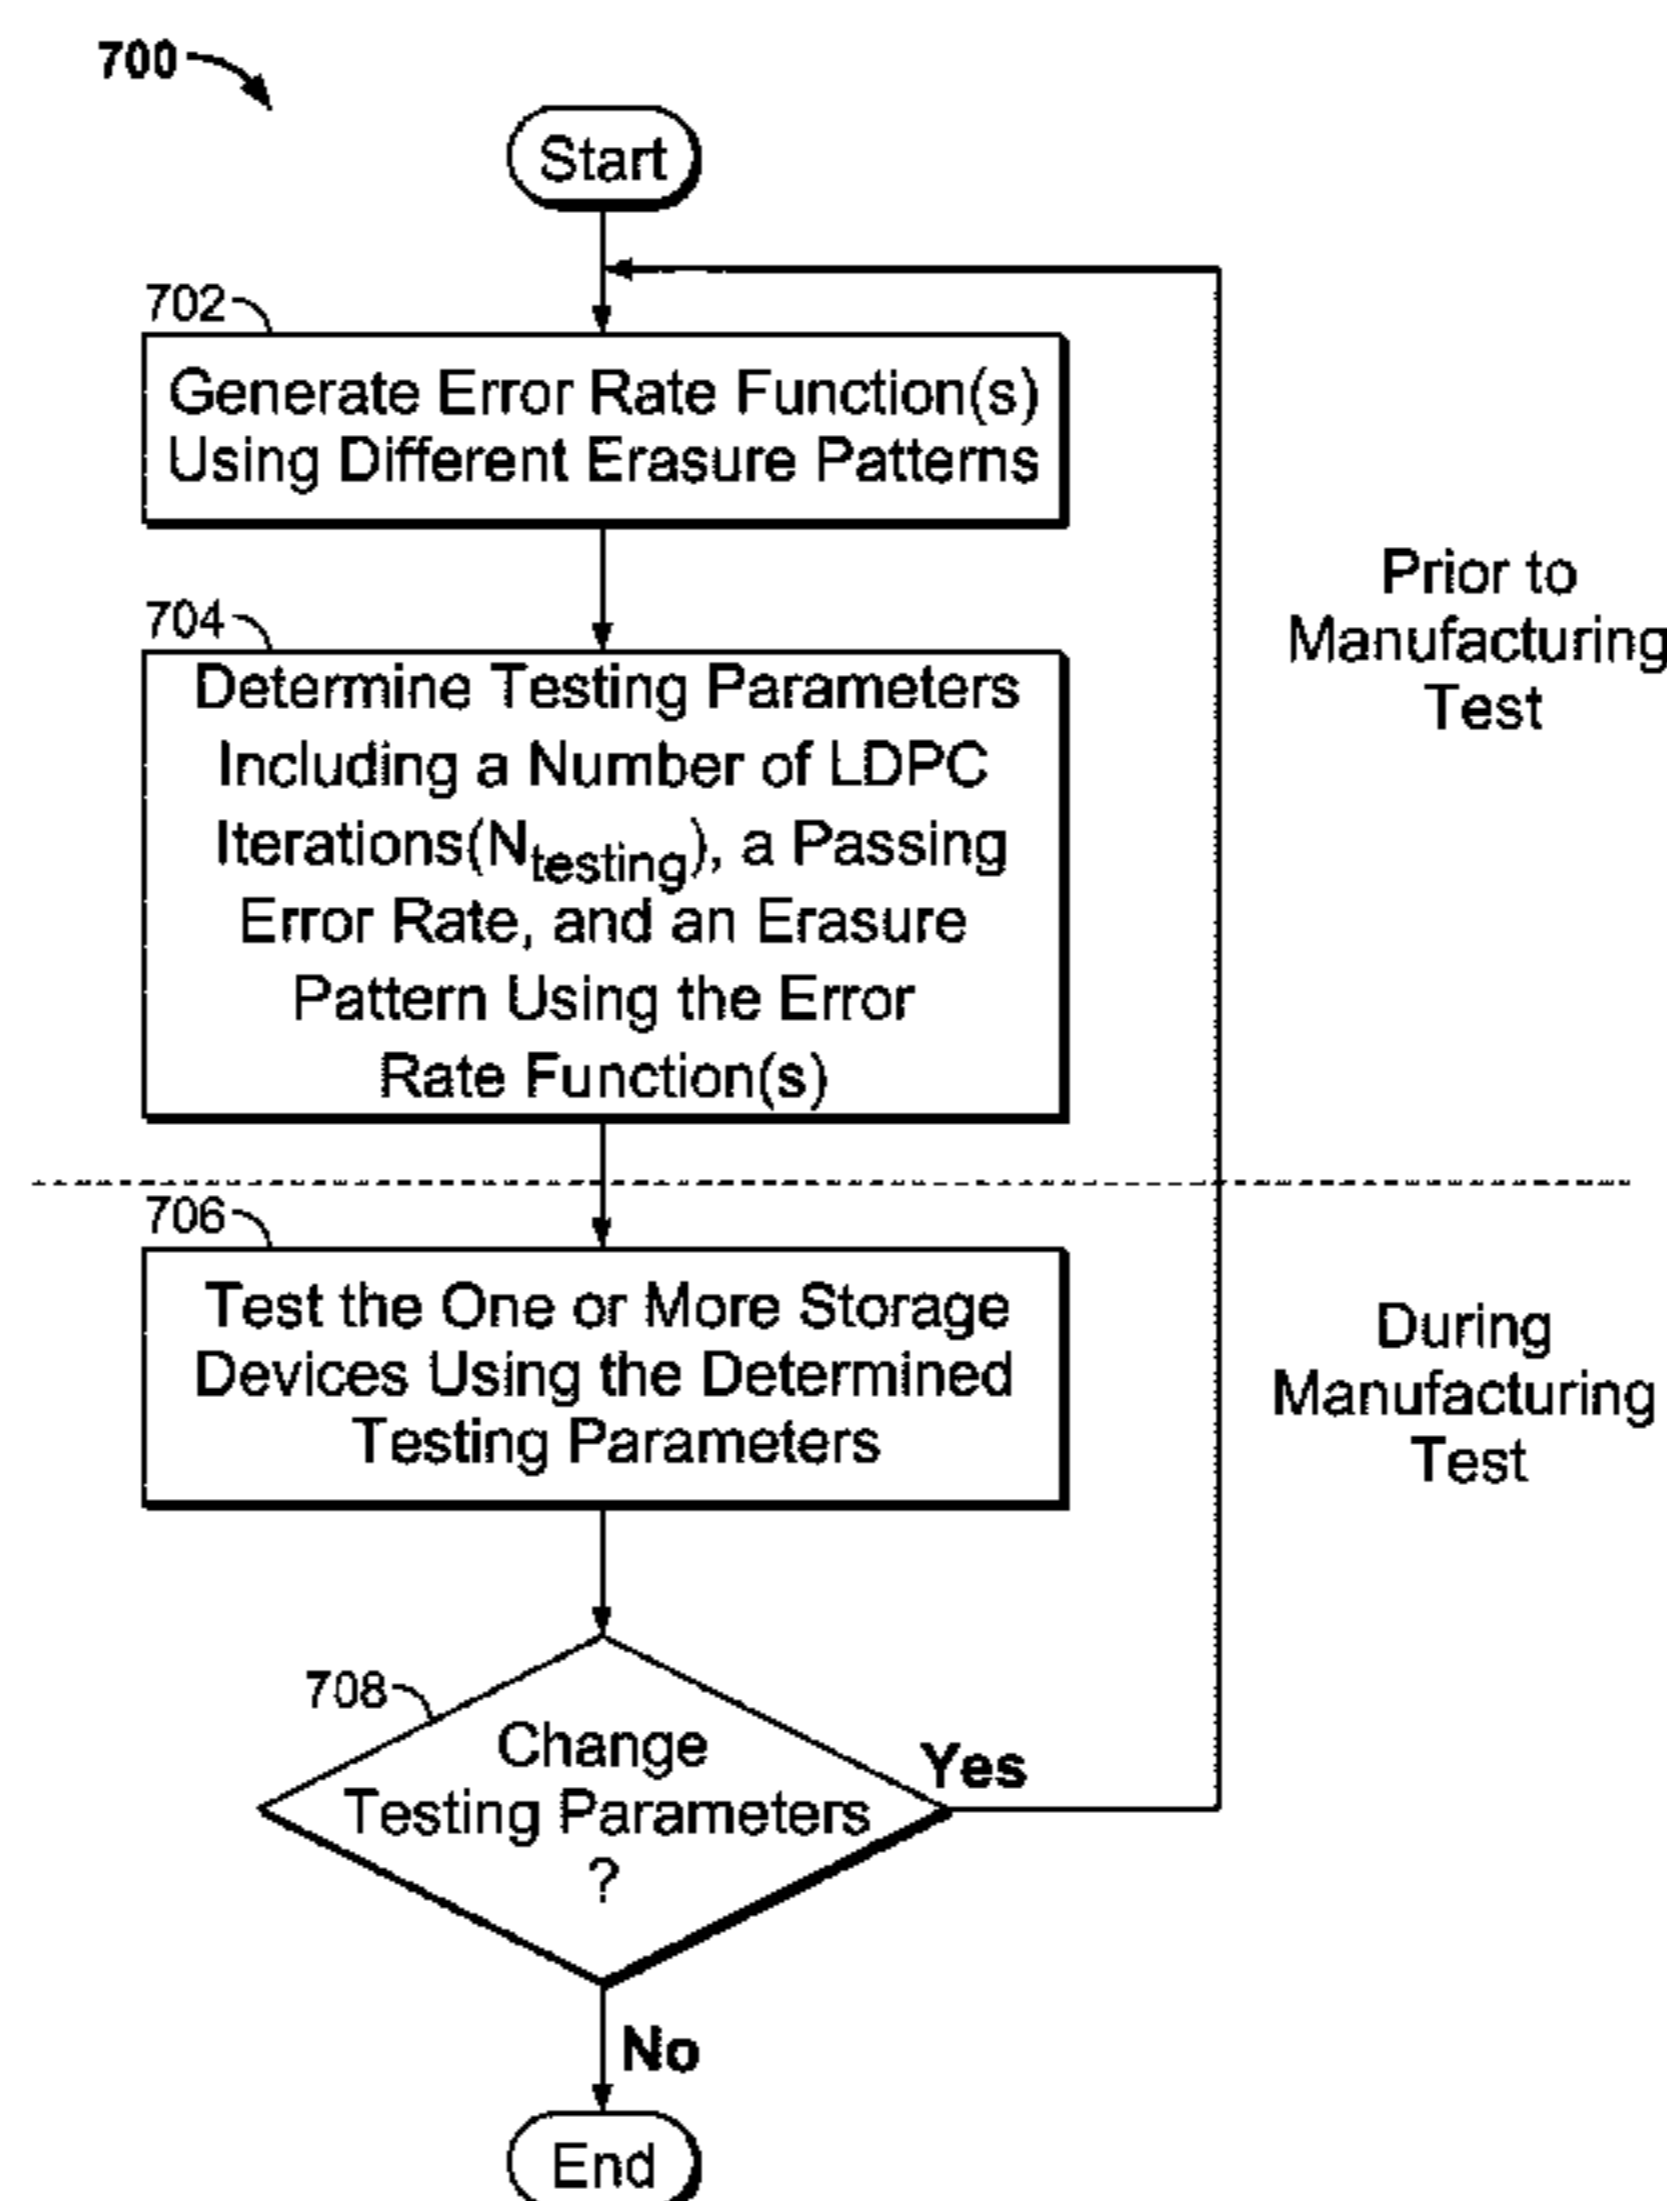 700
Start
702
Generate Error Rate Function(s)
Using Different Erasure Patterns
704
Determine Testing Parameters
Including a Number of LDPC
Iterations(Ntesting), a Passing
Error Rate, and an Erasure
Pattern Using the Error
Rate Function(s)
Prior to
Manufacturing
Test
706
Test the One or More Storage
Devices Using the Determined
Testing Parameters
During
Manufacturing
Test
708
Change
Testing Parameters
?
Yes
No
End